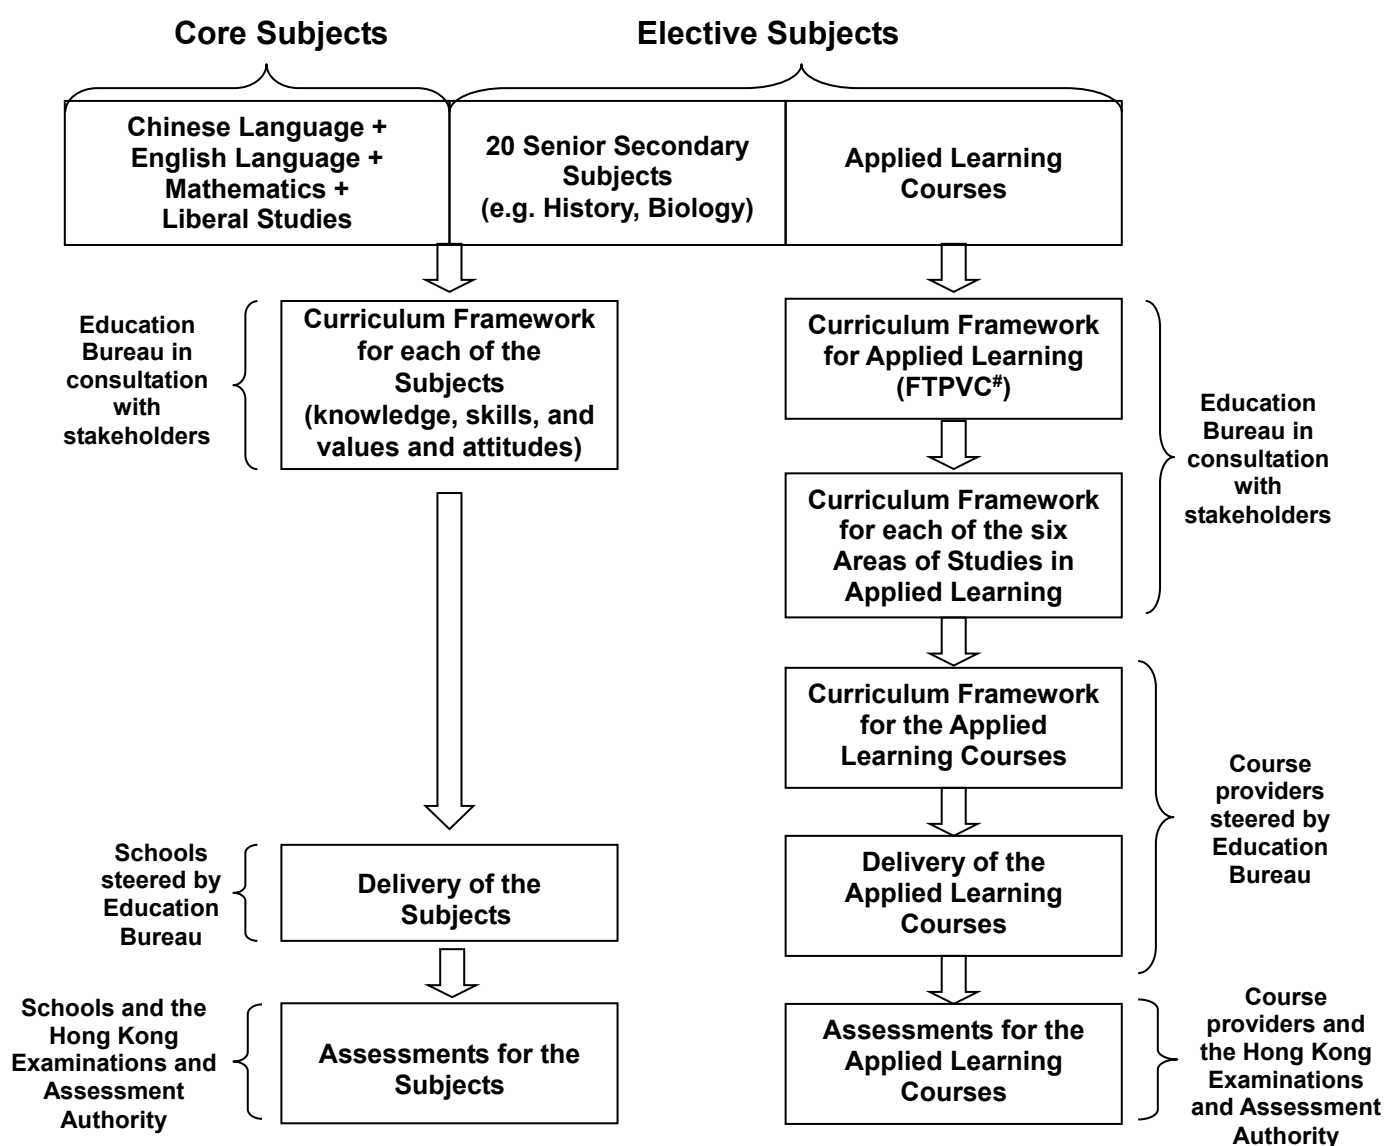 Core Subjects
Elective Subjects
Chinese Language +
English Language +
Mathematics +
Liberal Studies
20 Senior Secondary
Subjects
(e.g. History, Biology)
Applied Learning
Courses
Education
Bureau in
consultation
with
stakeholders
Curriculum Framework
for each of the
Subjects
(knowledge, skills, and
values and attitudes)
Curriculum Framework
for Applied Learning
(FTPVC#)
Education
Bureau in
consultation
with
stakeholders
Curriculum Framework
for each of the six
Areas of Studies in
Applied Learning
Curriculum Framework
for the Applied
Learning Courses
Course
providers
steered by
Education
Bureau
Schools
steered by
Education
Bureau
Delivery of the
Subjects
Delivery of the
Applied Learning
Courses
Schools and the
Hong Kong
Examinations and
Assessment
Authority
Assessments for the
Subjects
Assessments for the
Applied Learning
Courses
Course
providers and
the Hong Kong
Examinations
and Assessment
Authority